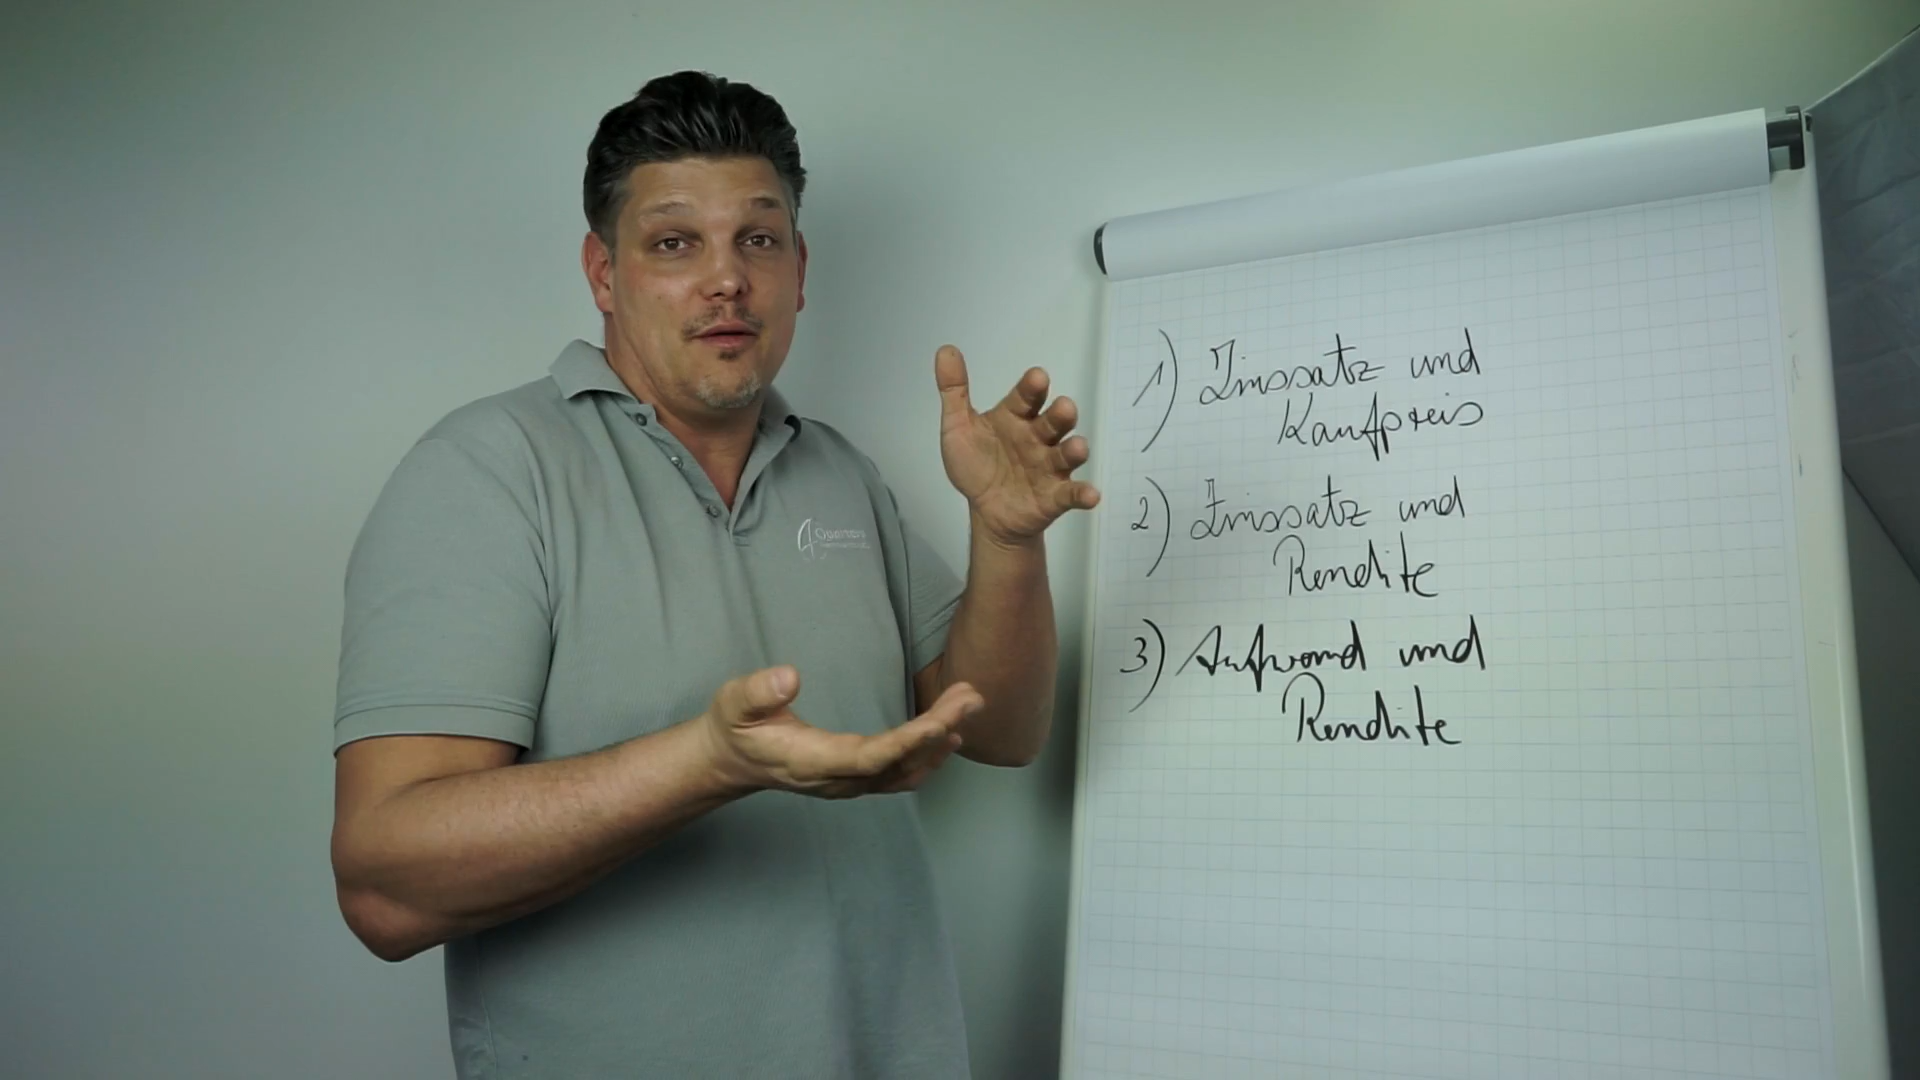 1) Zinssatz und
Kaufpreis
2) Zinssatz und
Rendite
3) Aufwand und
Rendite